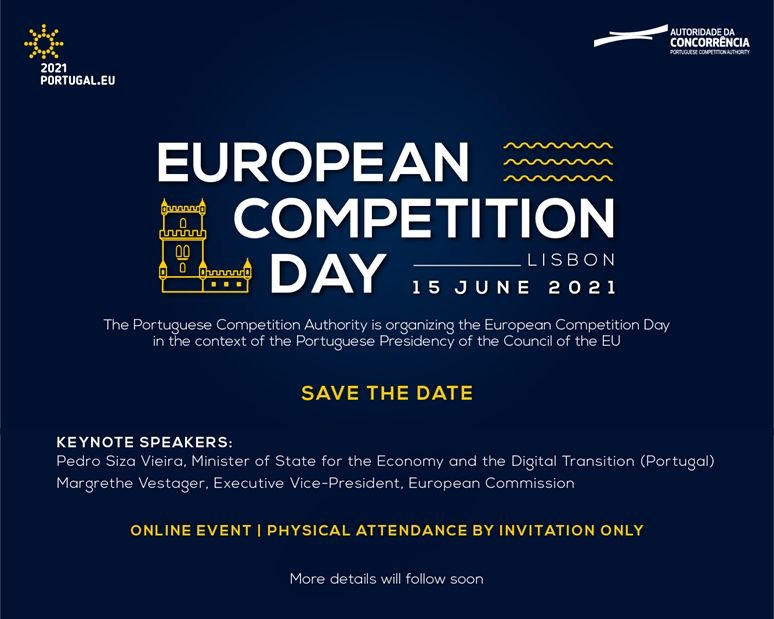 2021
PORTUGAL.EU
AUTORIDADE DA
CONCORRÊNCIA
PORTUGUESE COMPETITION AUTHORITY
EUROPEAN
COMPETITION
DAY
LISBON
15 JUNE 2021
The Portuguese Competition Authority is organizing the European Competition Day
in the context of the Portuguese Presidency of the Council of the EU
SAVE THE DATE
KEYNOTE SPEAKERS:
Pedro Siza Vieira, Minister of State for the Economy and the Digital Transition (Portugal)
Margrethe Vestager, Executive Vice-President, European Commission
ONLINE EVENT | PHYSICAL ATTENDANCE BY INVITATION ONLY
More details will follow soon